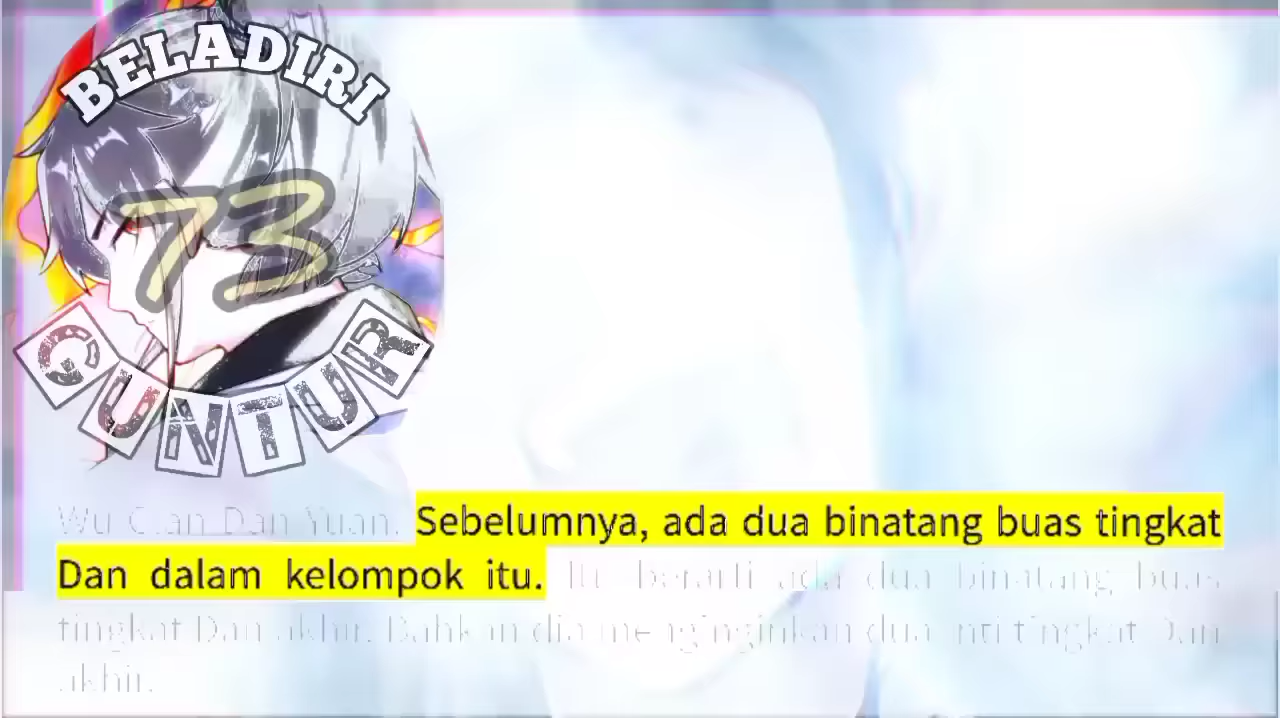 BELADIRI
73
GUNTUR
Wu Qian Dan Yuan. Sebelumnya, ada dua binatang buas tingkat
Dan dalam kelompok itu. Itu berarti ada dua binatang buas
tingkat Dan akhir. Bahkan dia menginginkan dua inti tingkat Dan
akhir.